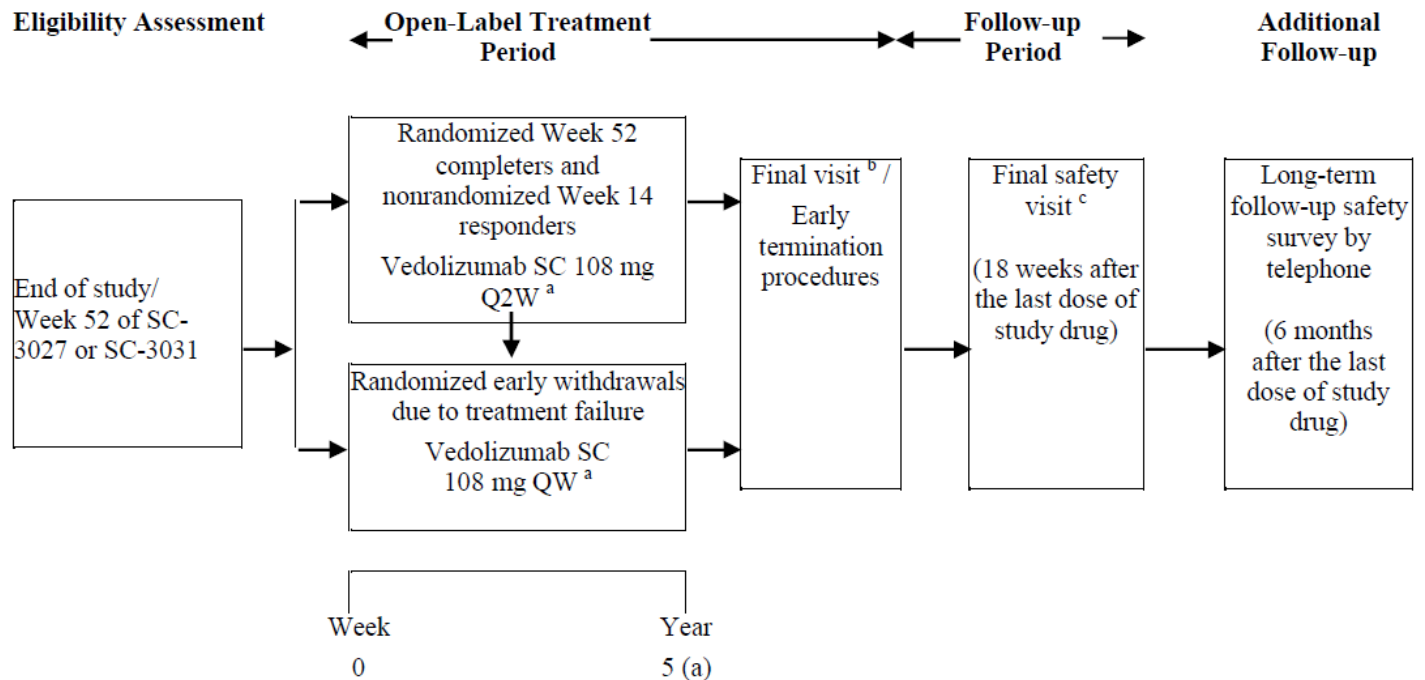 Eligibility Assessment
Open-Label Treatment
Period
Follow-up
Period
Additional
Follow-up
End of study/
Week 52 of SC-
3027 or SC-3031
Randomized Week 52
completers and
nonrandomized Week 14
responders
Vedolizumab SC 108 mg
Q2W a
Randomized early withdrawals
due to treatment failure
Vedolizumab SC
108 mg QW a
Final visit b /
Early
termination
procedures
Final safety
visit c
(18 weeks after
the last dose of
study drug)
Long-term
follow-up safety
survey by
telephone
(6 months
after the last
dose of study
drug)
Week
0
Year
5 (a)